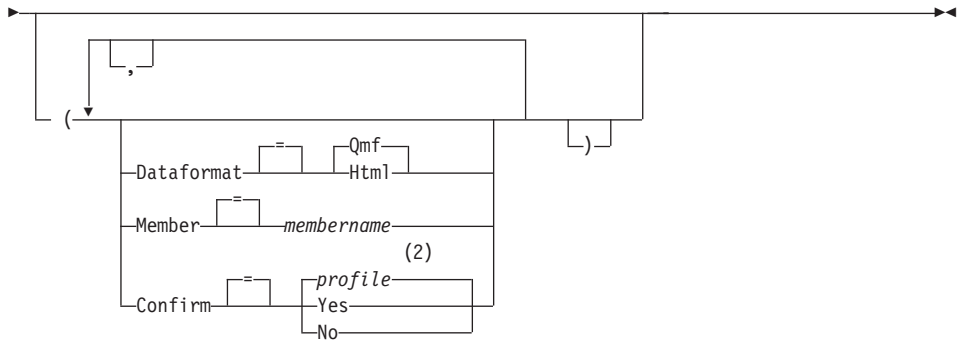 ,
(
)
= Qmf
Dataformat Html
=
Member membername
(2)
= profile
Confirm Yes
No